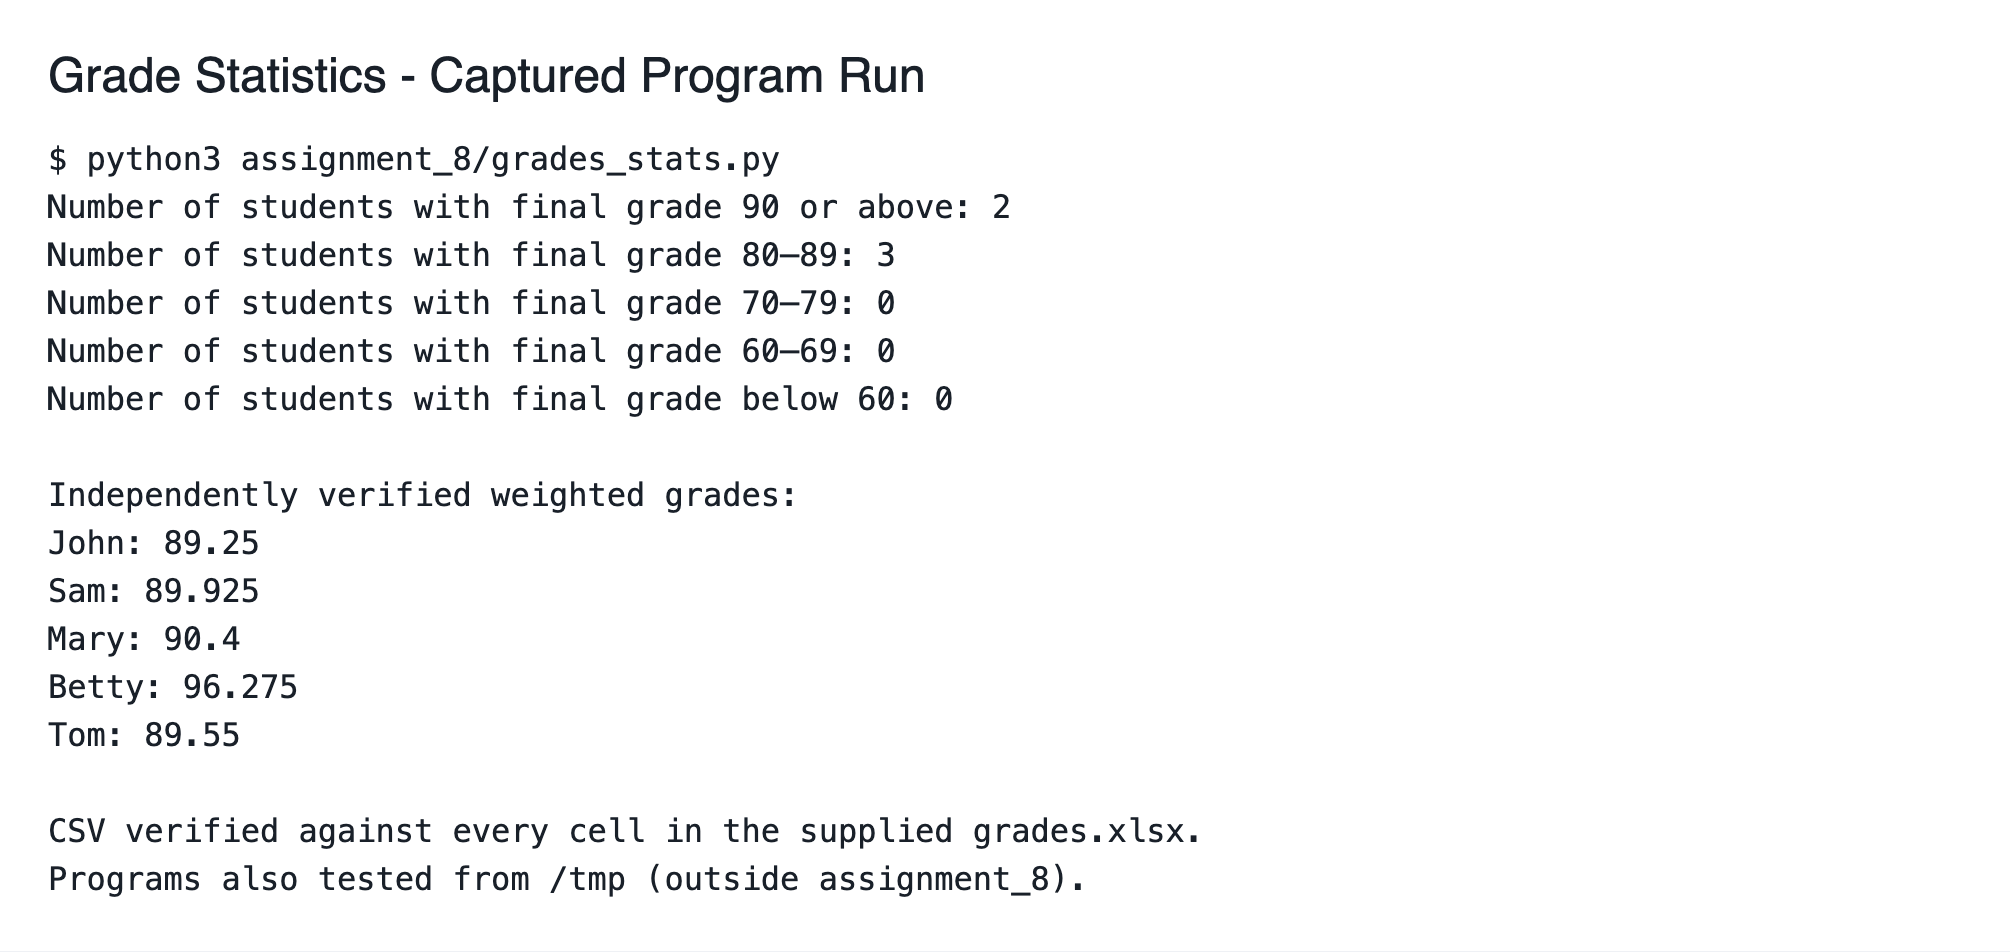 Grade Statistics - Captured Program Run
$ python3 assignment_8/grades_stats.py
Number of students with final grade 90 or above: 2
Number of students with final grade 80–89: 3
Number of students with final grade 70–79: 0
Number of students with final grade 60–69: 0
Number of students with final grade below 60: 0
Independently verified weighted grades:
John: 89.25
Sam: 89.925
Mary: 90.4
Betty: 96.275
Tom: 89.55
CSV verified against every cell in the supplied grades.xlsx.
Programs also tested from /tmp (outside assignment_8).